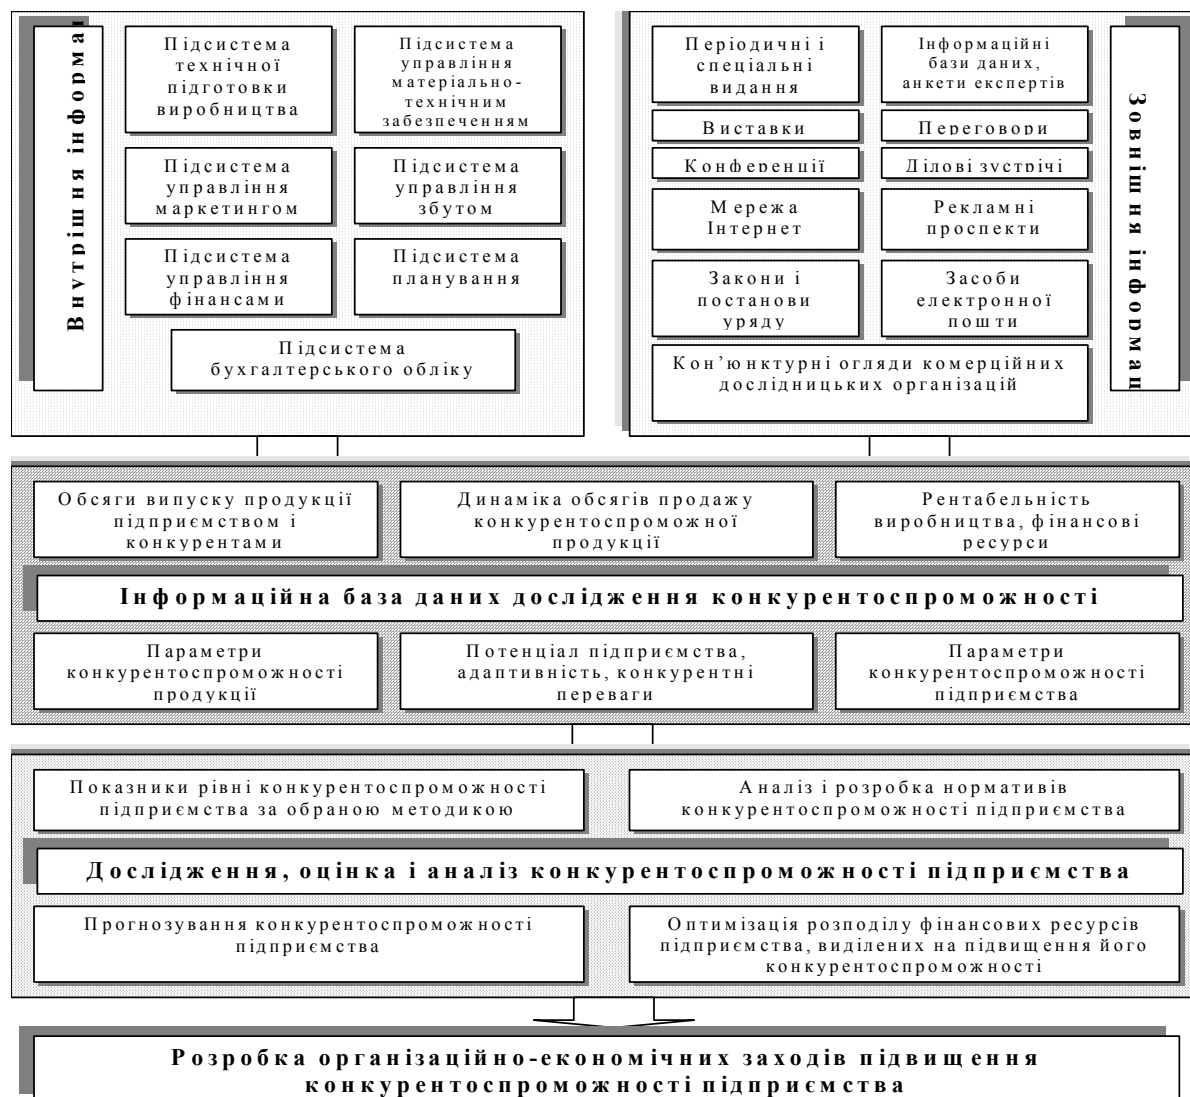 Внутрішня інформац
Підсистема
технічної
підготовки
виробництва
Підсистема
управління
матеріально-
технічним
забезпеченням
Підсистема
управління
маркетингом
Підсистема
управління
збутом
Підсистема
управління
фінансами
Підсистема
планування
Підсистема
бухгалтерського обліку
Періодичні і
спеціальні
видання
Інформаційні
бази даних,
анкети експертів
Виставки
Переговори
Конференції
Ділові зустрічі
Мережа
Інтернет
Рекламні
проспекти
Закони і
постанови
уряду
Засоби
електронної
пошти
Кон’юнктурні огляди комерційних
дослідницьких організацій
Зовнішня інформац
Обсяги випуску продукції
підприємством і
конкурентами
Динаміка обсягів продажу
конкурентоспроможної
продукції
Рентабельність
виробництва, фінансові
ресурси
Інформаційна база даних дослідження конкурентоспроможності
Параметри
конкурентоспроможності
продукції
Потенціал підприємства,
адаптивність, конкурентні
переваги
Параметри
конкурентоспроможності
підприємства
Показники рівні конкурентоспроможності
підприємства за обраною методикою
Аналіз і розробка нормативів
конкурентоспроможності підприємства
Дослідження, оцінка і аналіз конкурентоспроможності підприємства
Прогнозування конкурентоспроможності
підприємства
Оптимізація розподілу фінансових ресурсів
підприємства, виділених на підвищення його
конкурентоспроможності
Розробка організаційно-економічних заходів підвищення
конкурентоспроможності підприємства